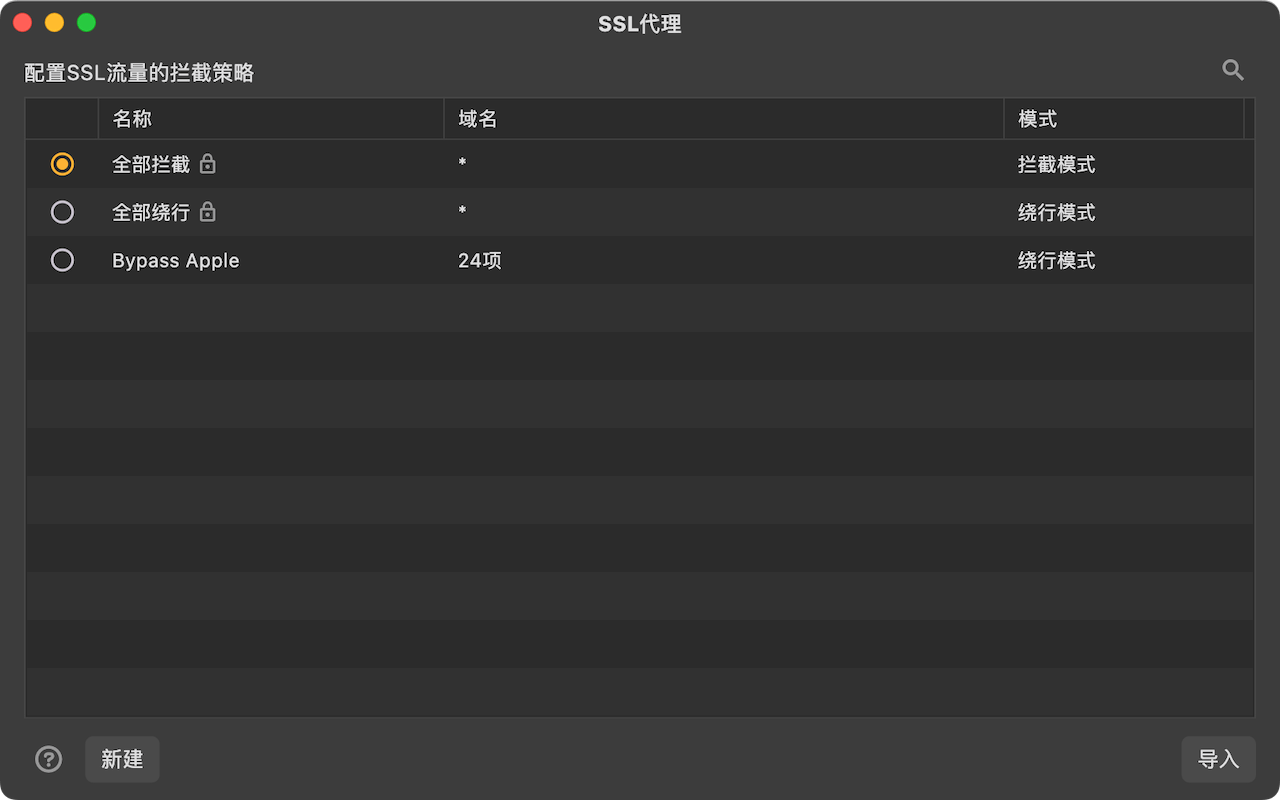 SSL代理
配置SSL流量的拦截策略
名称 域名 模式
全部拦截 * 拦截模式
全部绕行 * 绕行模式
Bypass Apple 24项 绕行模式
? 新建 导入